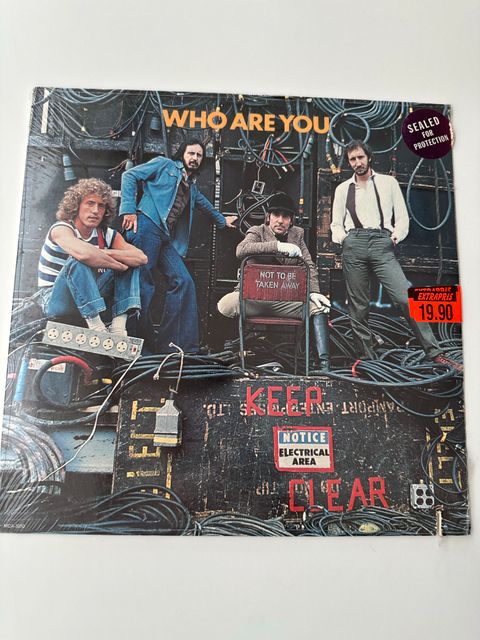 WHO ARE YOU
SEALED
FOR
PROTECTION
EXTRAPRIS
EXTRAPRIS
19.90
NOT TO BE
TAKEN AWAY
KEEP
NOTICE
ELECTRICAL
AREA
CLEAR